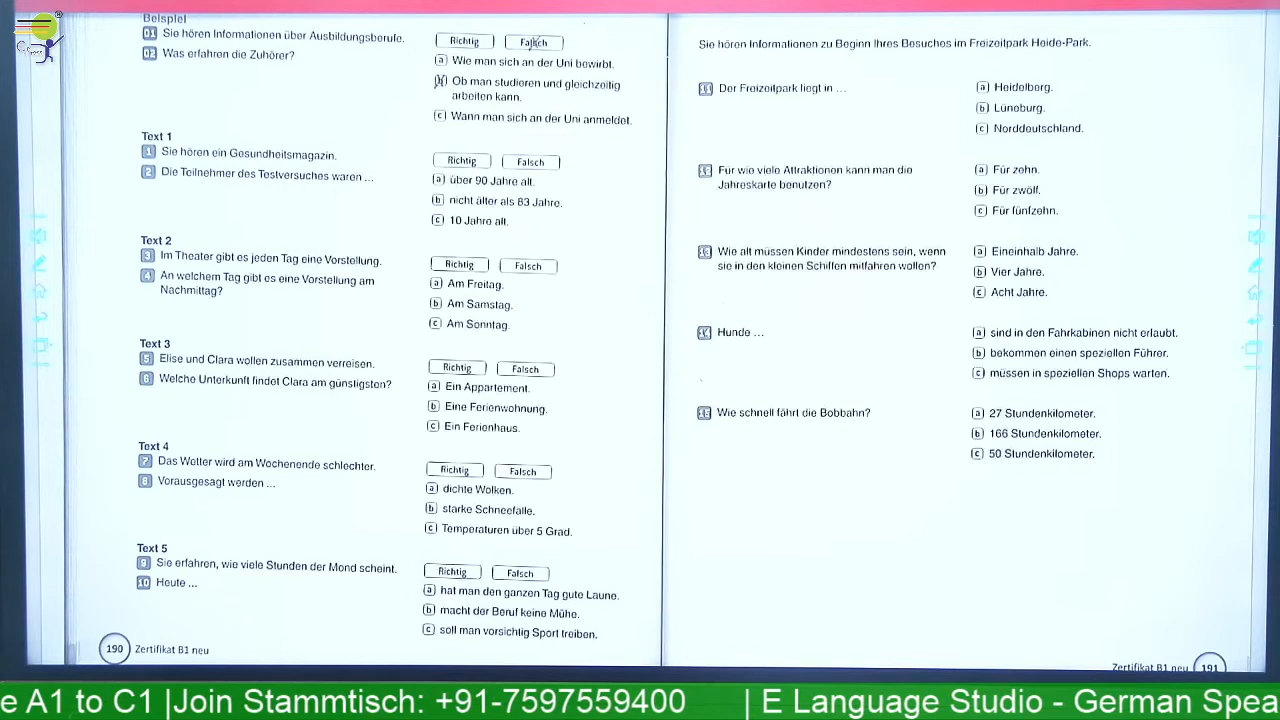 Beispiel
01 Sie hören Informationen über Ausbildungsberufe.
Richtig Falsch
02 Was erfahren die Zuhörer?
a Wie man sich an der Uni bewirbt.
Ob man studieren und gleichzeitig
arbeiten kann.
c Wann man sich an der Uni anmeldet.
Text 1
1 Sie hören ein Gesundheitsmagazin.
Richtig Falsch
2 Die Teilnehmer des Testversuches waren ...
a über 90 Jahre alt.
b nicht älter als 83 Jahre.
c 10 Jahre alt.
Text 2
3 Im Theater gibt es jeden Tag eine Vorstellung.
Richtig Falsch
4 An welchem Tag gibt es eine Vorstellung am
Nachmittag?
a Am Freitag.
b Am Samstag.
c Am Sonntag.
Text 3
5 Elise und Clara wollen zusammen verreisen.
Richtig Falsch
6 Welche Unterkunft findet Clara am günstigsten?
a Ein Appartement.
b Eine Ferienwohnung.
c Ein Ferienhaus.
Text 4
7 Das Wetter wird am Wochenende schlechter.
Richtig Falsch
8 Vorausgesagt werden ...
a dichte Wolken.
b starke Schneefälle.
c Temperaturen über 5 Grad.
Text 5
9 Sie erfahren, wie viele Stunden der Mond scheint.
Richtig Falsch
10 Heute ...
a hat man den ganzen Tag gute Laune.
b macht der Beruf keine Mühe.
c soll man vorsichtig Sport treiben.
190 Zertifikat B1 neu
Sie hören Informationen zu Beginn Ihres Besuches im Freizeitpark Heide-Park.
11 Der Freizeitpark liegt in ...
a Heidelberg.
b Lüneburg.
c Norddeutschland.
12 Für wie viele Attraktionen kann man die
Jahreskarte benutzen?
a Für zehn.
b Für zwölf.
c Für fünfzehn.
13 Wie alt müssen Kinder mindestens sein, wenn
sie in den kleinen Schiffen mitfahren wollen?
a Eineinhalb Jahre.
b Vier Jahre.
c Acht Jahre.
14 Hunde ...
a sind in den Fahrkabinen nicht erlaubt.
b bekommen einen speziellen Führer.
c müssen in speziellen Shops warten.
15 Wie schnell fährt die Bobbahn?
a 27 Stundenkilometer.
b 166 Stundenkilometer.
c 50 Stundenkilometer.
Zertifikat B1 neu 191
e A1 to C1 |Join Stammtisch: +91-7597559400 | E Language Studio - German Spea